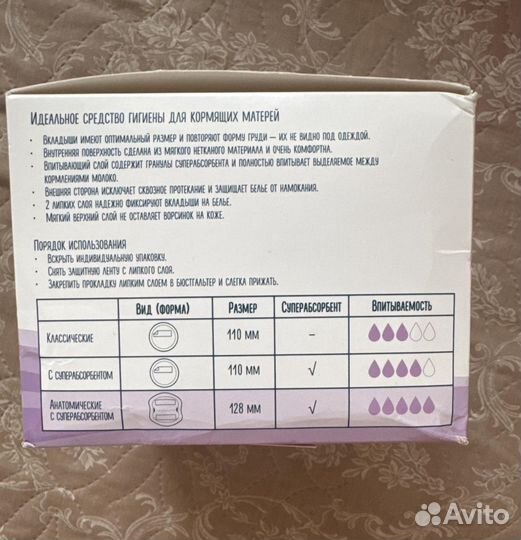 Идеальное средство гигиены для кормящих матерей
• Вкладыши имеют оптимальный размер и повторяют форму груди — их не видно под одеждой.
• Внутренняя поверхность сделана из мягкого нетканого материала и очень комфортна.
• Впитывающий слой содержит гранулы суперабсорбента и полностью впитывает выделяемое между
кормлениями молоко.
• Внешняя сторона исключает сквозное протекание и защищает белье от намокания.
• 2 липких слоя надежно фиксируют вкладыши на белье.
• Мягкий верхний слой не оставляет ворсинок на коже.
Порядок использования
• Вскрыть индивидуальную упаковку.
• Снять защитную ленту с липкого слоя.
• Закрепить прокладку липким слоем в бюстгальтер и слегка прижать.
Вид (форма) Размер Суперабсорбент Впитываемость
Классические 110 мм –
С суперабсорбентом 110 мм √
Анатомические
с суперабсорбентом 128 мм √
Avito